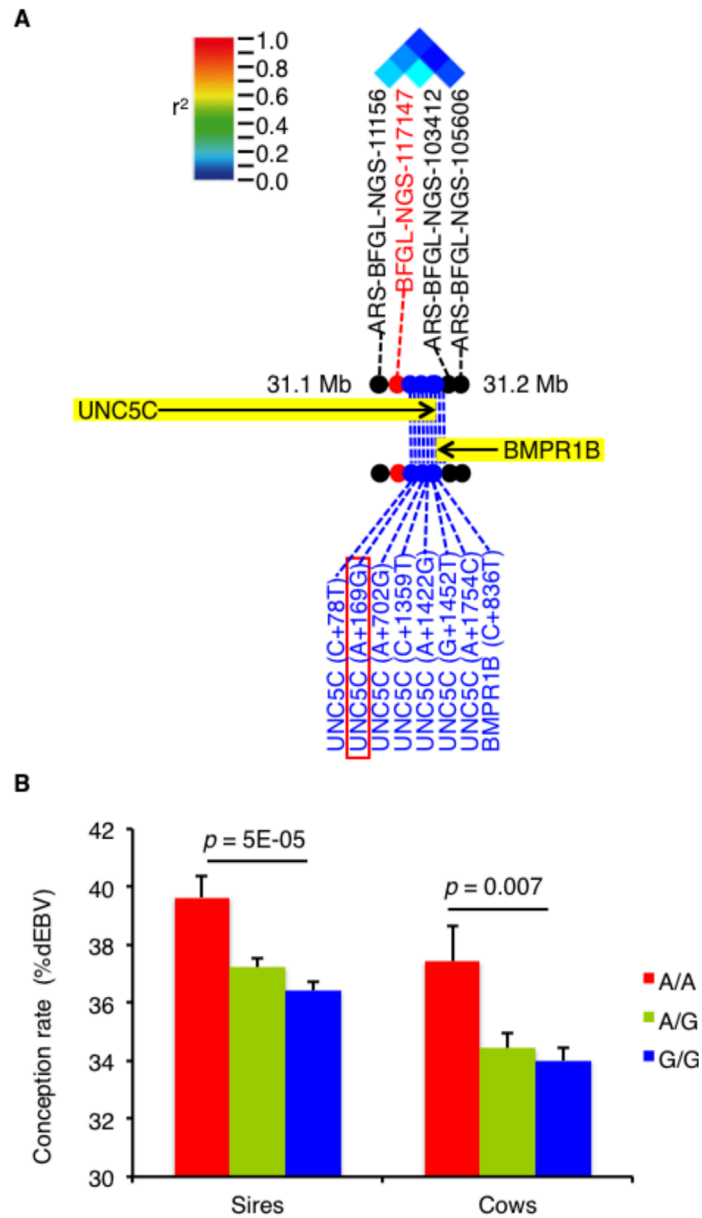 A
r²
1.0
0.8
0.6
0.4
0.2
0.0
ARS-BFGL-NGS-11156
BFGL-NGS-117147
ARS-BFGL-NGS-103412
ARS-BFGL-NGS-105606
31.1 Mb
31.2 Mb
UNC5C
BMPR1B
UNC5C (C+78T)
UNC5C (A+169G)
UNC5C (A+702G)
UNC5C (C+1359T)
UNC5C (A+1422G)
UNC5C (G+1452T)
UNC5C (A+1754C)
BMPR1B (C+836T)
B
Conception rate (%dEBV)
42
40
38
36
34
32
30
p = 5E-05
p = 0.007
A/A
A/G
G/G
Sires
Cows